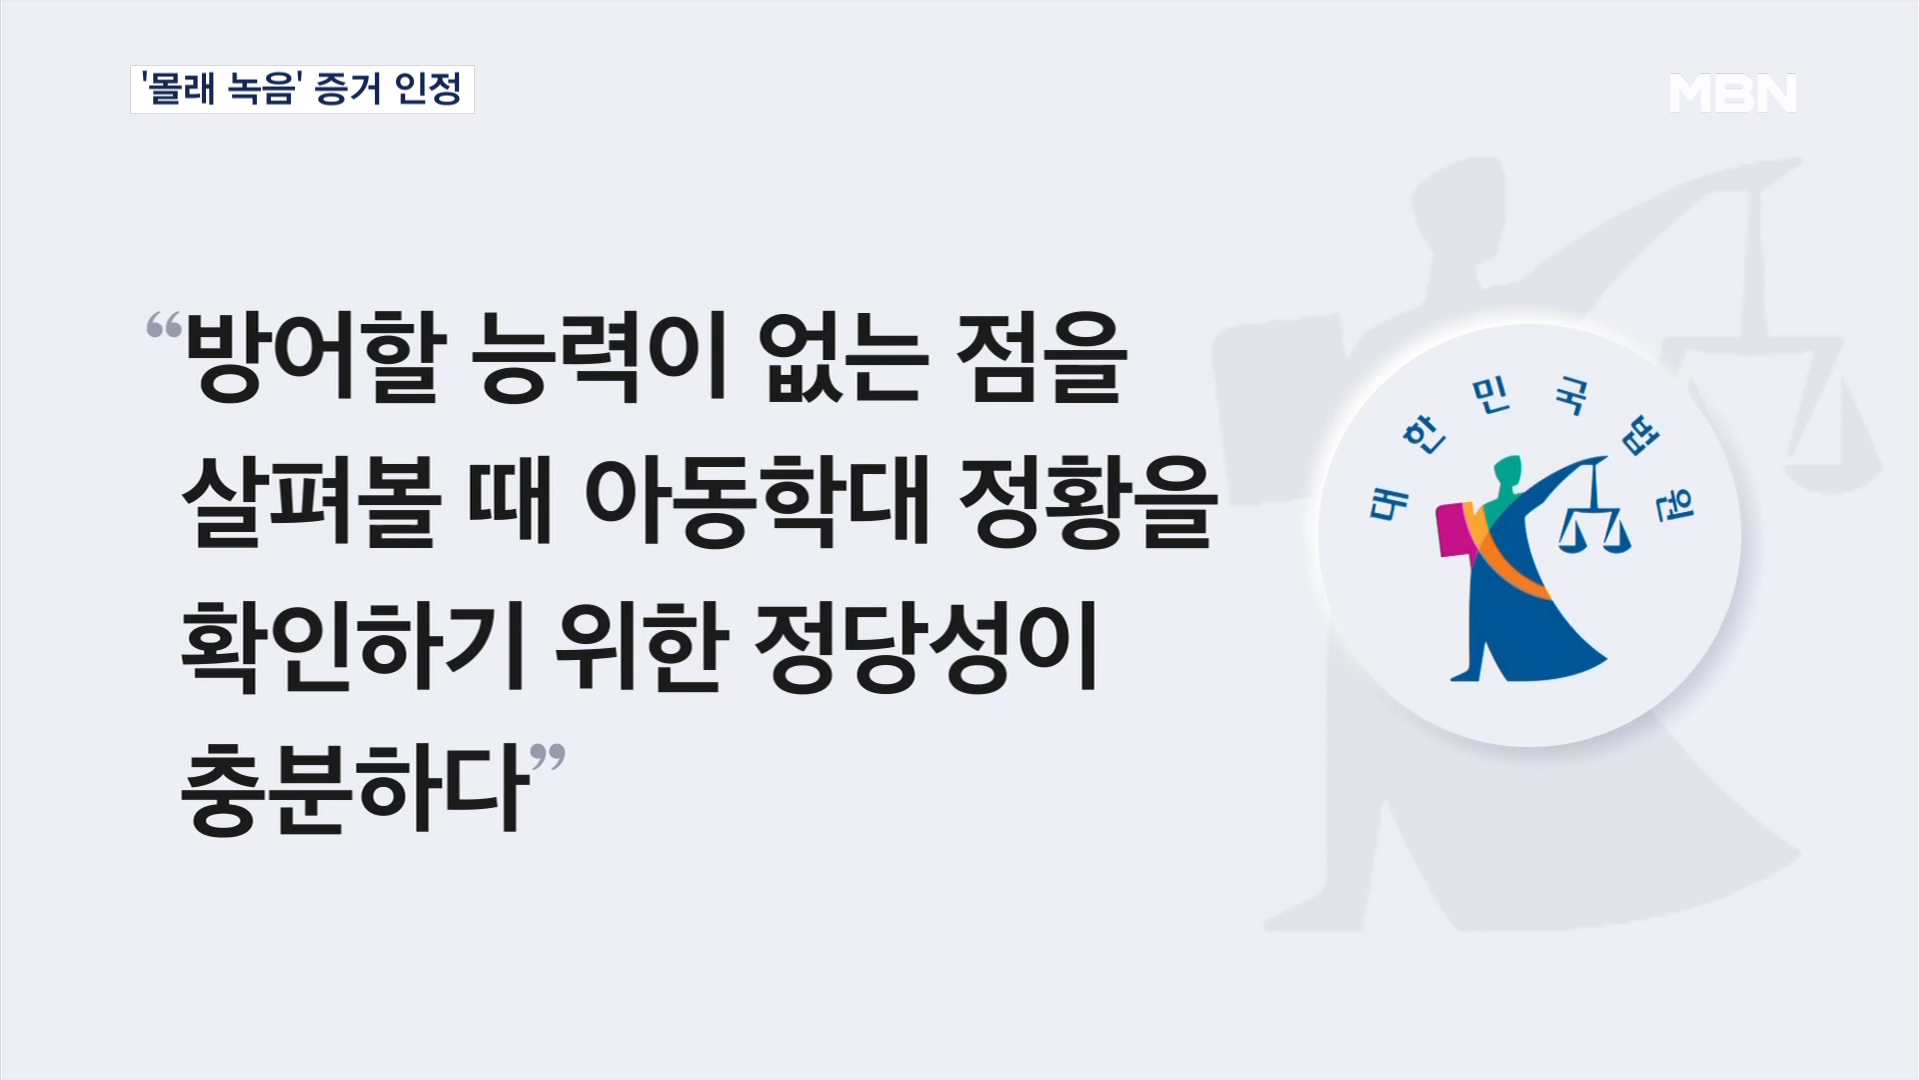 '몰래 녹음' 증거 인정
MBN
“방어할 능력이 없는 점을
살펴볼 때 아동학대 정황을
확인하기 위한 정당성이
충분하다”
대한민국법원